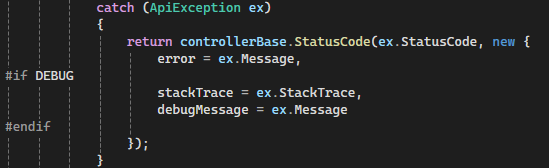 catch (ApiException ex)
{
return controllerBase.StatusCode(ex.StatusCode, new {
error = ex.Message,
#if DEBUG
stackTrace = ex.StackTrace,
debugMessage = ex.Message
#endif
});
}